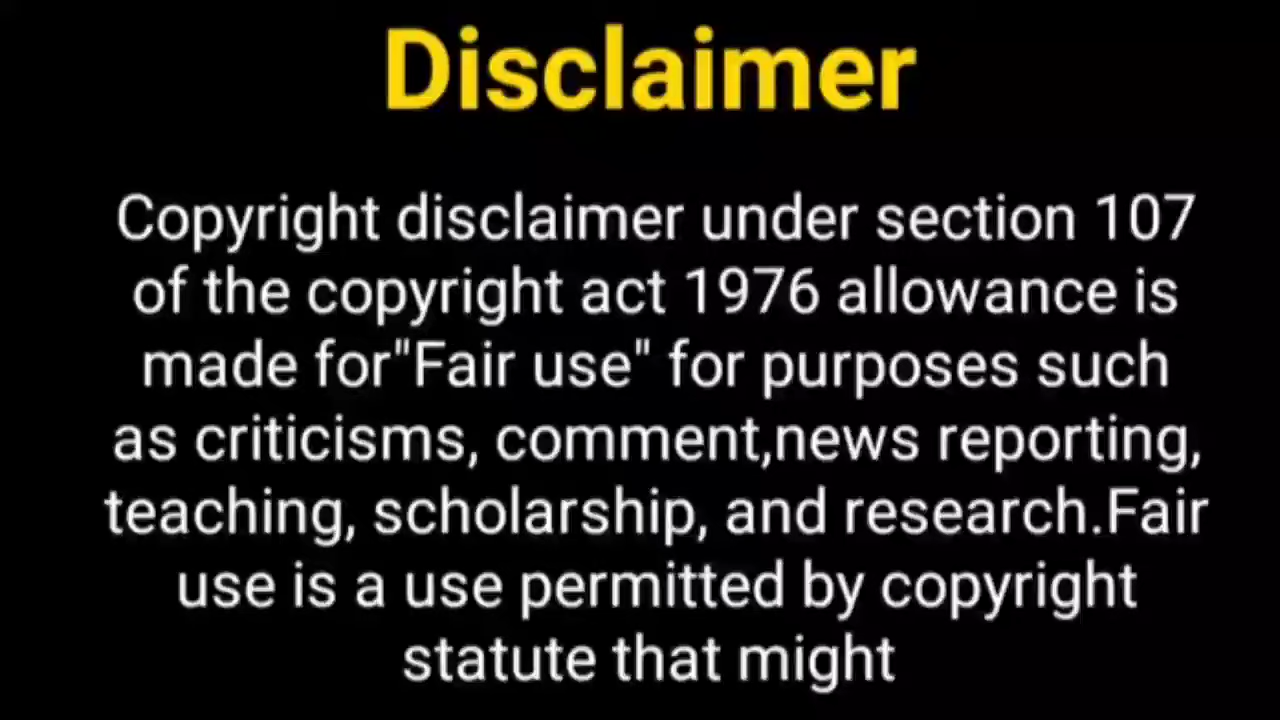 Disclaimer
Copyright disclaimer under section 107
of the copyright act 1976 allowance is
made for"Fair use" for purposes such
as criticisms, comment,news reporting,
teaching, scholarship, and research.Fair
use is a use permitted by copyright
statute that might